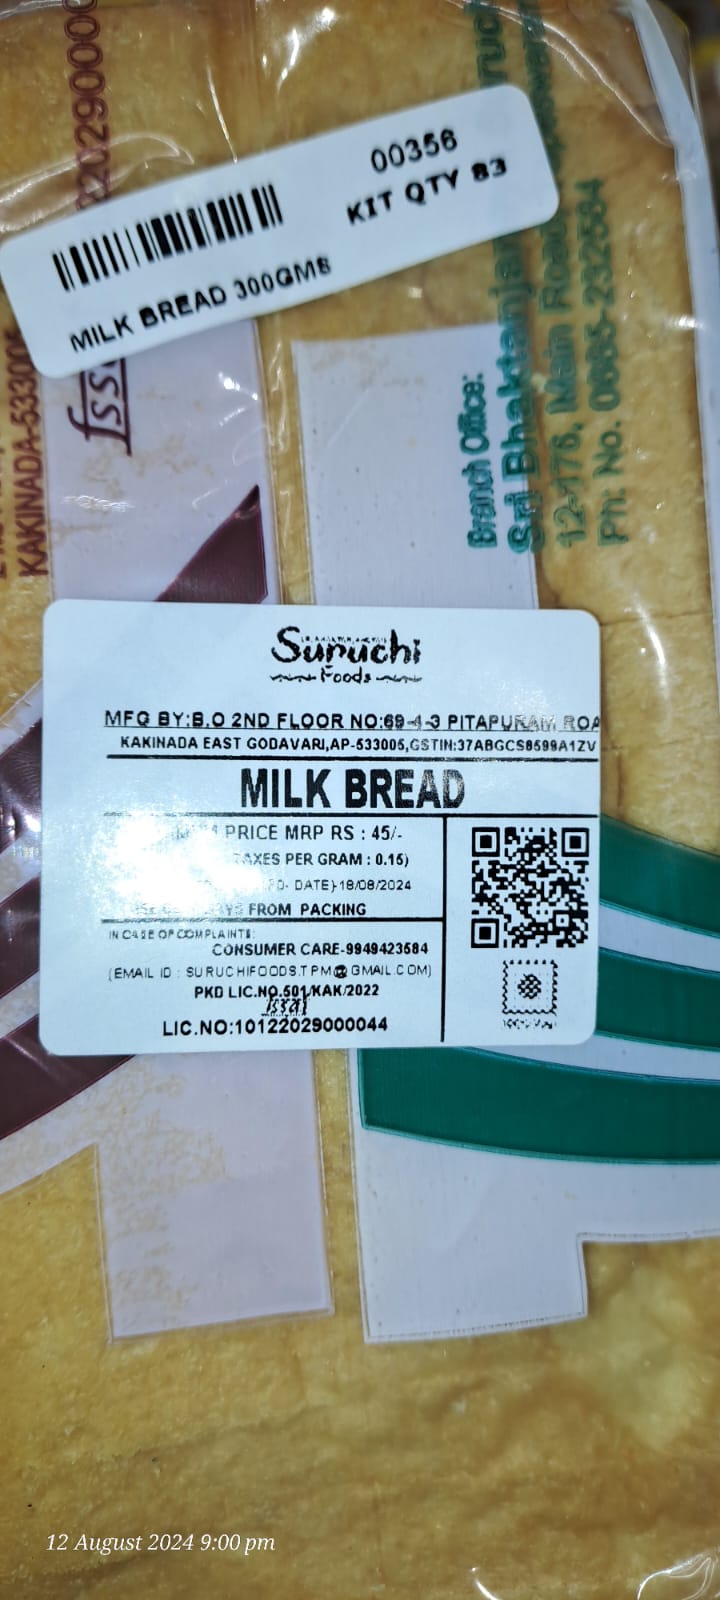 00356
KIT QTY 83
MILK BREAD 300GMS
fssa
KAKINADA-53300
Branch Office:
Sri Bhaktanja
12-176, Main Road
Ph: No. 0885-232584
Suruchi
Foods
MFG BY:B.O 2ND FLOOR NO:69-4-3 PITAPURAM ROA
KAKINADA EAST GODAVARI,AP-533005,GSTIN:37ABGCS8599A1ZV
MILK BREAD
PRICE MRP RS : 45/-
TAXES PER GRAM : 0.15)
DATE)-18/08/2024
FROM PACKING
IN CASE OF COMPLAINTS:
CONSUMER CARE-9949423584
(EMAIL ID : SURUCHIFOODS.TPM@GMAIL.COM)
PKD LIC.NO.501/KAK/2022
fssai
LIC.NO:10122029000044
12 August 2024 9:00 pm